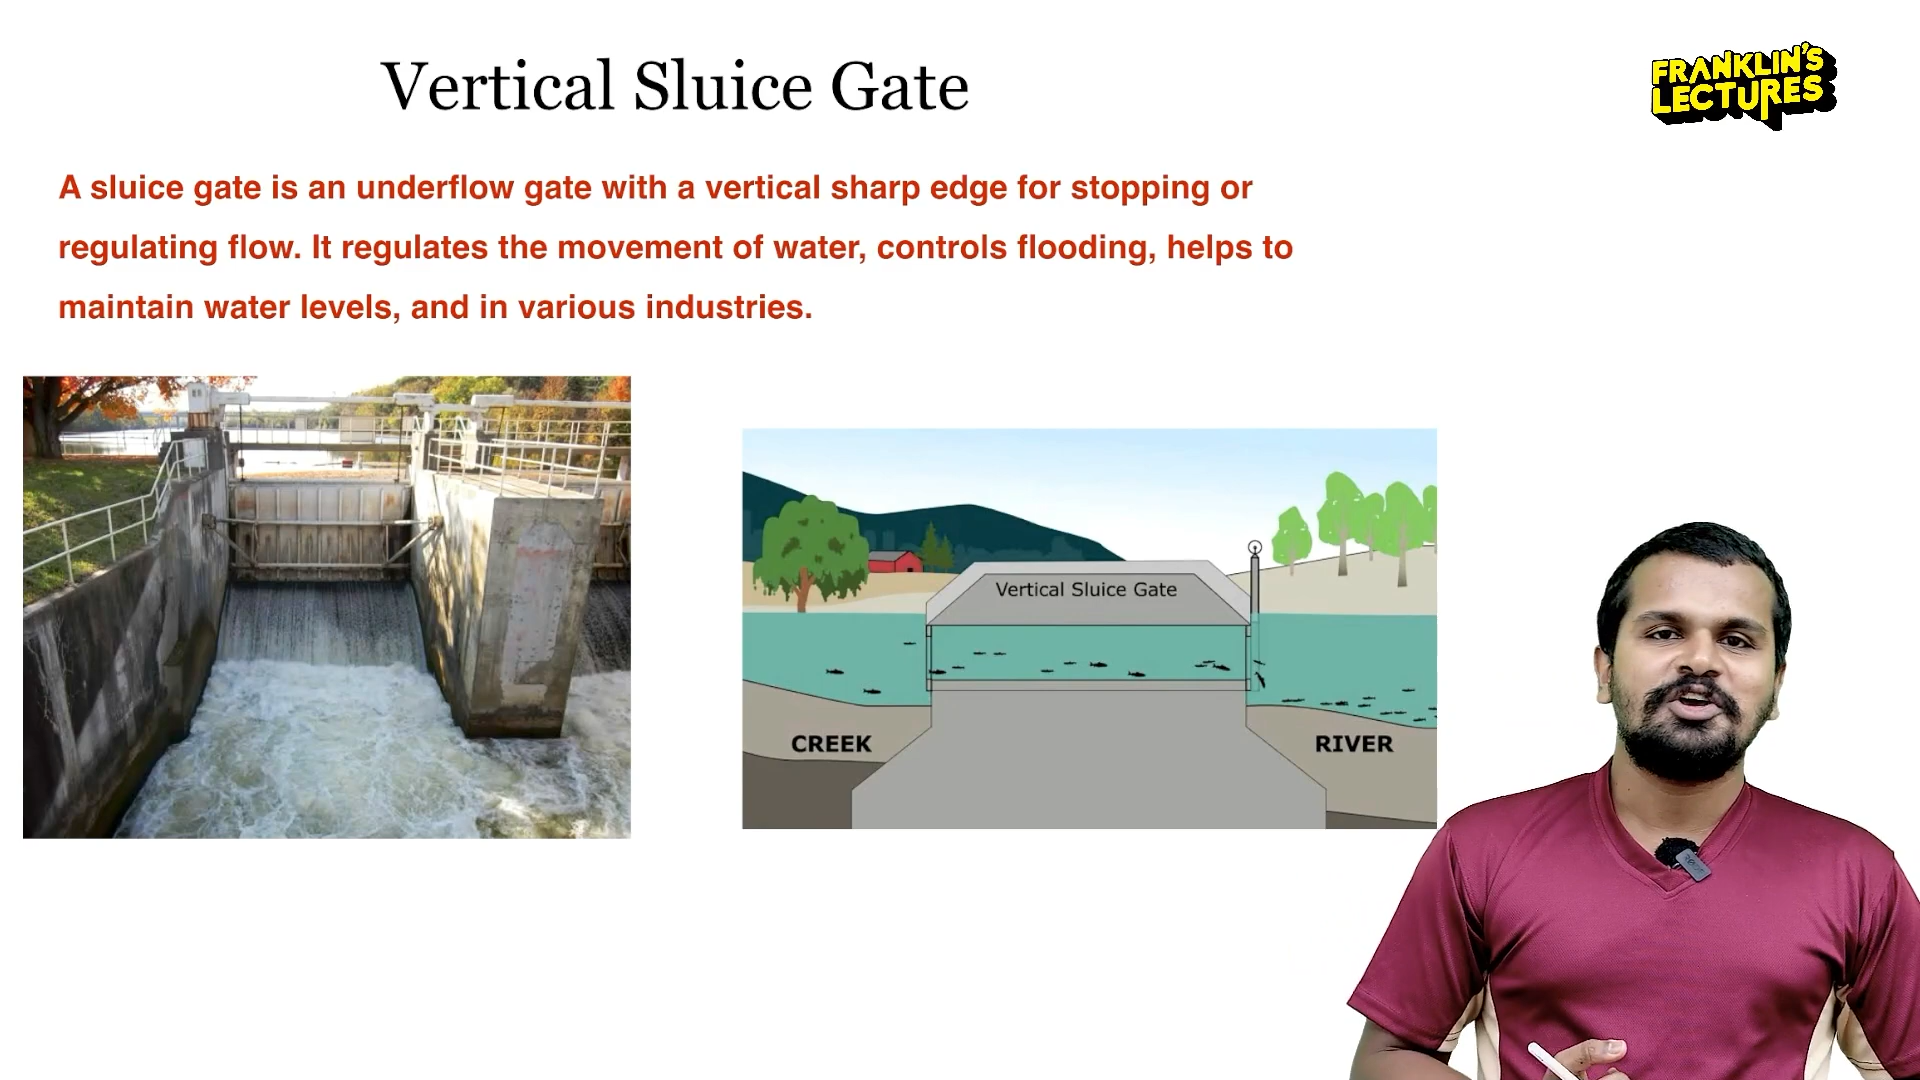 Vertical Sluice Gate
FRANKLIN'S
LECTURES
A sluice gate is an underflow gate with a vertical sharp edge for stopping or
regulating flow. It regulates the movement of water, controls flooding, helps to
maintain water levels, and in various industries.
Vertical Sluice Gate
CREEK
RIVER